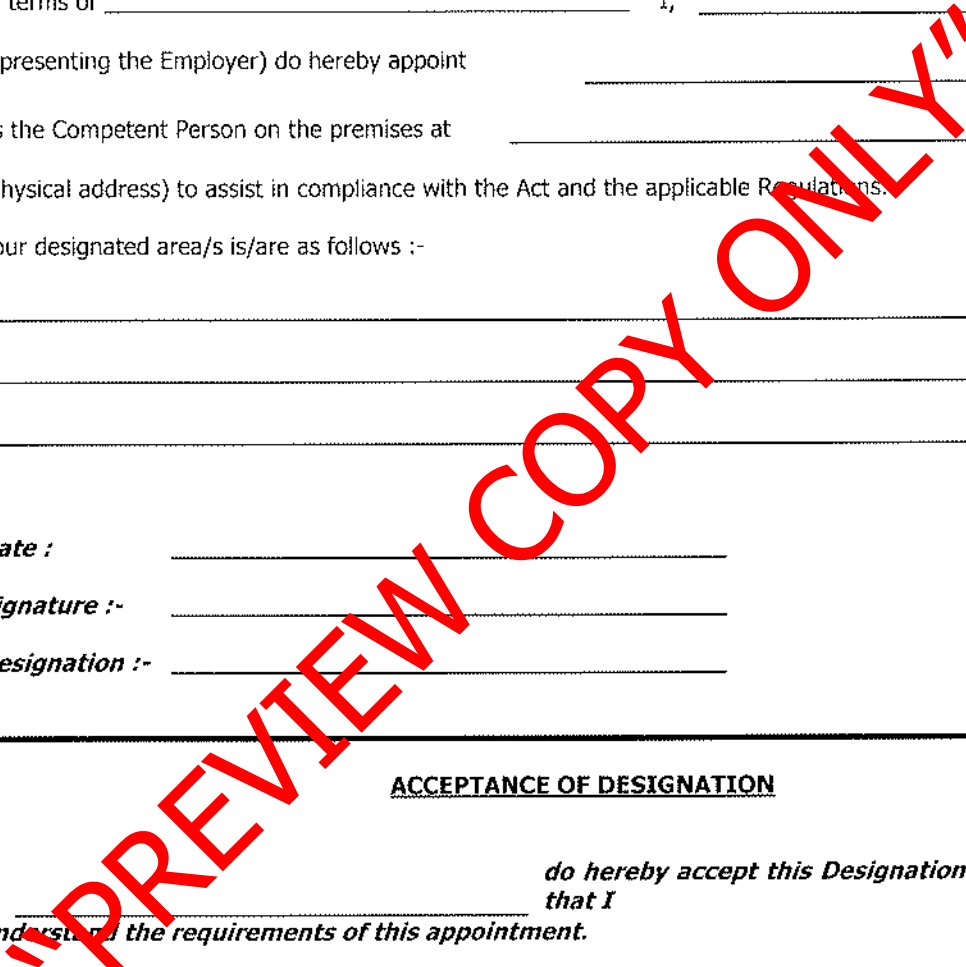 terms of I,
presenting the Employer) do hereby appoint
s the Competent Person on the premises at
hysical address) to assist in compliance with the Act and the applicable Regulations.
our designated area/s is/are as follows :-
ate :
ignature :-
esignation :-
ACCEPTANCE OF DESIGNATION
do hereby accept this Designation
that I
nderstand the requirements of this appointment.
"PREVIEW COPY ONLY"